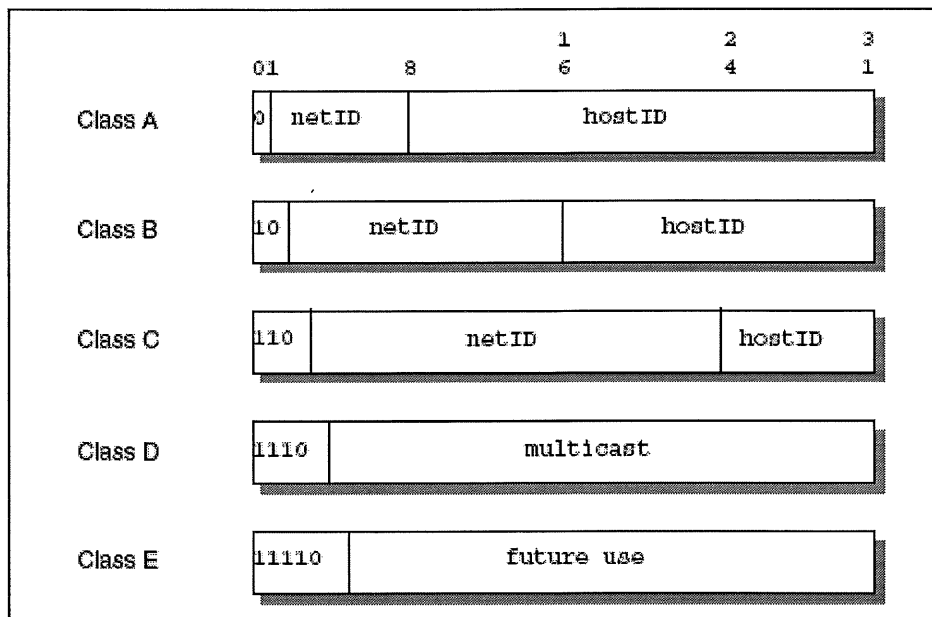 1 2 3
01 8 6 4 1
Class A 0 netID hostID
Class B 10 netID hostID
Class C 110 netID hostID
Class D 1110 multicast
Class E 11110 future use